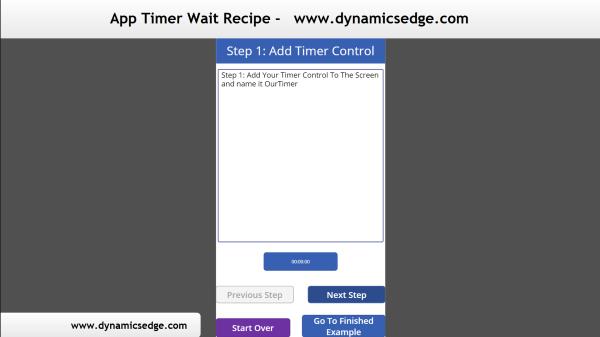 App Timer Wait Recipe - www.dynamicsedge.com
Step 1: Add Timer Control
Step 1: Add Your Timer Control To The Screen
and name it OurTimer
00:00:00
Previous Step
Next Step
www.dynamicsedge.com
Start Over
Go To Finished
Example